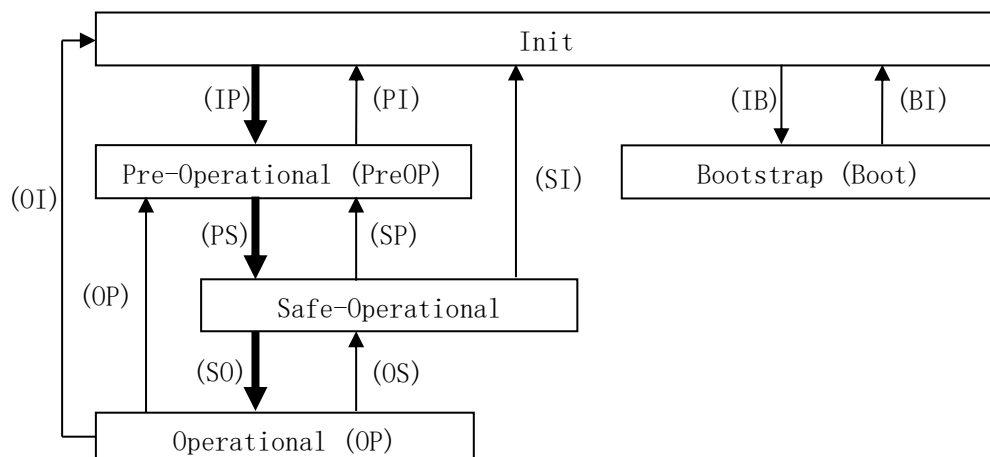 Init
(IP)
(PI)
(IB)
(BI)
Pre-Operational (PreOP)
Bootstrap (Boot)
(OI)
(SI)
(PS)
(SP)
(OP)
Safe-Operational
(SO)
(OS)
Operational (OP)